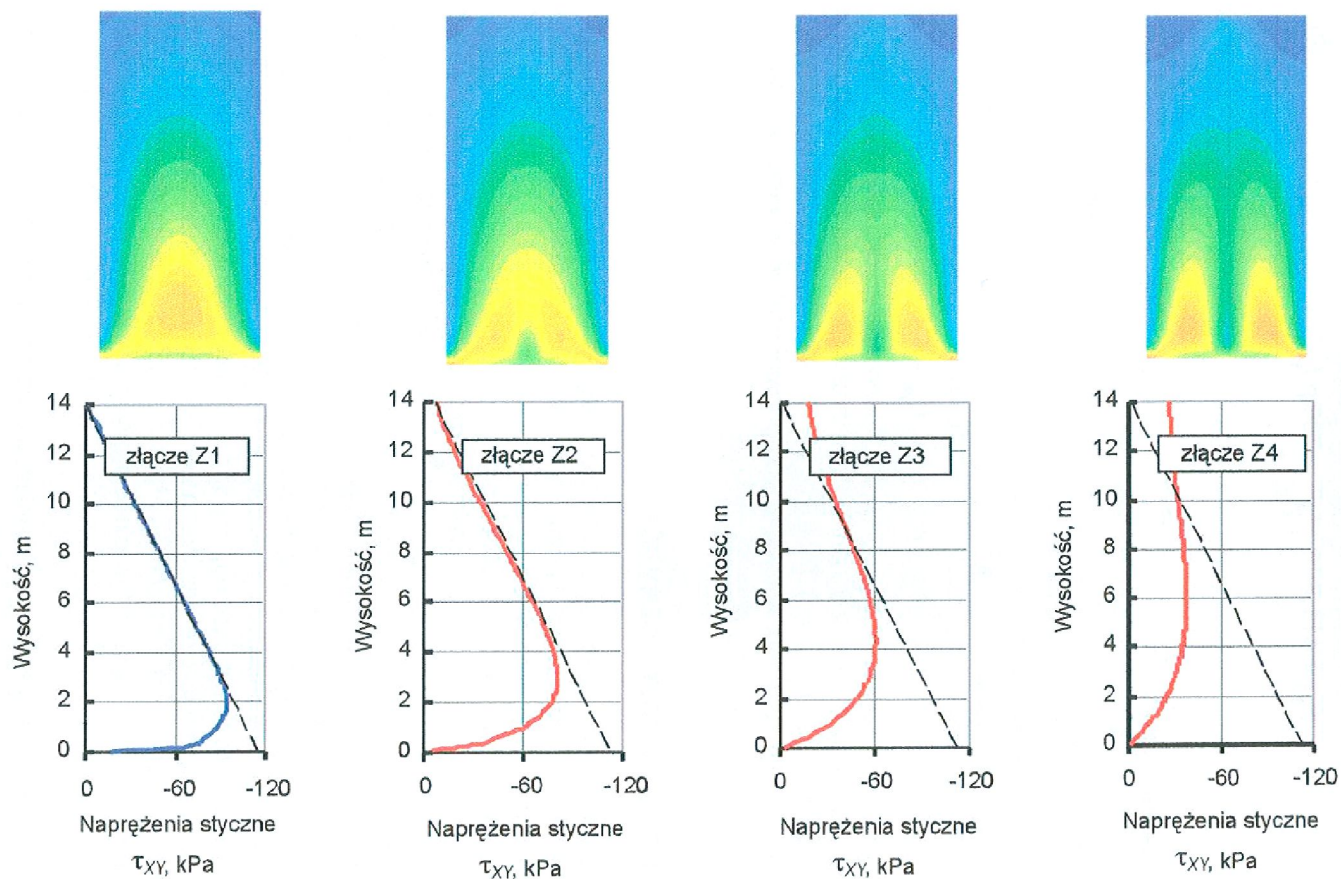 14
12
10
8
6
4
2
0
Wysokość, m
złącze Z1
0 -60 -120
Naprężenia styczne
τXY, kPa
14
12
10
8
6
4
2
0
Wysokość, m
złącze Z2
0 -60 -120
Naprężenia styczne
τXY, kPa
14
12
10
8
6
4
2
0
Wysokość, m
złącze Z3
0 -60 -120
Naprężenia styczne
τXY, kPa
14
12
10
8
6
4
2
0
Wysokość, m
złącze Z4
0 -60 -120
Naprężenia styczne
τXY, kPa